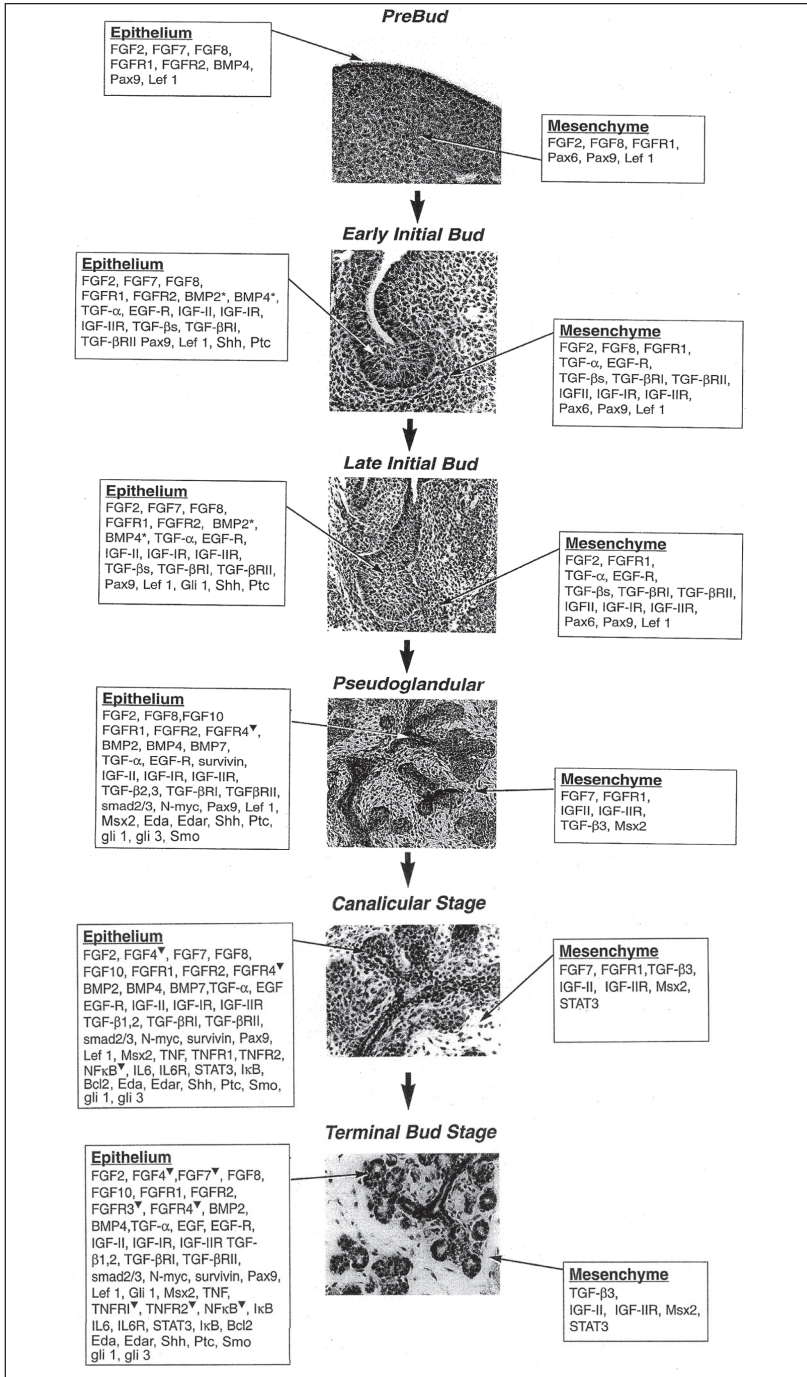 PreBud
Epithelium
FGF2, FGF7, FGF8,
FGFR1, FGFR2, BMP4,
Pax9, Lef 1
Mesenchyme
FGF2, FGF8, FGFR1,
Pax6, Pax9, Lef 1
Early Initial Bud
Epithelium
FGF2, FGF7, FGF8,
FGFR1, FGFR2, BMP2*, BMP4*,
TGF-α, EGF-R, IGF-II, IGF-IR,
IGF-IIR, TGF-βs, TGF-βRI,
TGF-βRII Pax9, Lef 1, Shh, Ptc
Mesenchyme
FGF2, FGF8, FGFR1,
TGF-α, EGF-R,
TGF-βs, TGF-βRI, TGF-βRII,
IGFII, IGF-IR, IGF-IIR,
Pax6, Pax9, Lef 1
Late Initial Bud
Epithelium
FGF2, FGF7, FGF8,
FGFR1, FGFR2, BMP2*,
BMP4*, TGF-α, EGF-R,
IGF-II, IGF-IR, IGF-IIR,
TGF-βs, TGF-βRI, TGF-βRII,
Pax9, Lef 1, Gli 1, Shh, Ptc
Mesenchyme
FGF2, FGFR1,
TGF-α, EGF-R,
TGF-βs, TGF-βRI, TGF-βRII,
IGFII, IGF-IR, IGF-IIR,
Pax6, Pax9, Lef 1
Pseudoglandular
Epithelium
FGF2, FGF8,FGF10
FGFR1, FGFR2, FGFR4▼,
BMP2, BMP4, BMP7,
TGF-α, EGF-R, survivin,
IGF-II, IGF-IR, IGF-IIR,
TGF-β2,3, TGF-βRI, TGFβRII,
smad2/3, N-myc, Pax9, Lef 1,
Msx2, Eda, Edar, Shh, Ptc,
gli 1, gli 3, Smo
Mesenchyme
FGF7, FGFR1,
IGFII, IGF-IIR,
TGF-β3, Msx2
Canalicular Stage
Epithelium
FGF2, FGF4▼, FGF7, FGF8,
FGF10, FGFR1, FGFR2, FGFR4▼
BMP2, BMP4, BMP7,TGF-α, EGF
EGF-R, IGF-II, IGF-IR, IGF-IIR
TGF-β1,2, TGF-βRI, TGF-βRII,
smad2/3, N-myc, survivin, Pax9,
Lef 1, Msx2, TNF, TNFR1,TNFR2,
NFκB▼, IL6, IL6R, STAT3, IκB,
Bcl2, Eda, Edar, Shh, Ptc, Smo,
gli 1, gli 3
Mesenchyme
FGF7, FGFR1,TGF-β3,
IGF-II, IGF-IIR, Msx2,
STAT3
Terminal Bud Stage
Epithelium
FGF2, FGF4▼,FGF7▼, FGF8,
FGF10, FGFR1, FGFR2,
FGFR3▼, FGFR4▼, BMP2,
BMP4,TGF-α, EGF, EGF-R,
IGF-II, IGF-IR, IGF-IIR TGF-
β1,2, TGF-βRI, TGF-βRII,
smad2/3, N-myc, survivin, Pax9,
Lef 1, Gli 1, Msx2, TNF,
TNFRI▼, TNFR2▼, NFκB▼, IκB
IL6, IL6R, STAT3, IκB, Bcl2
Eda, Edar, Shh, Ptc, Smo
gli 1, gli 3
Mesenchyme
TGF-β3,
IGF-II, IGF-IIR, Msx2,
STAT3